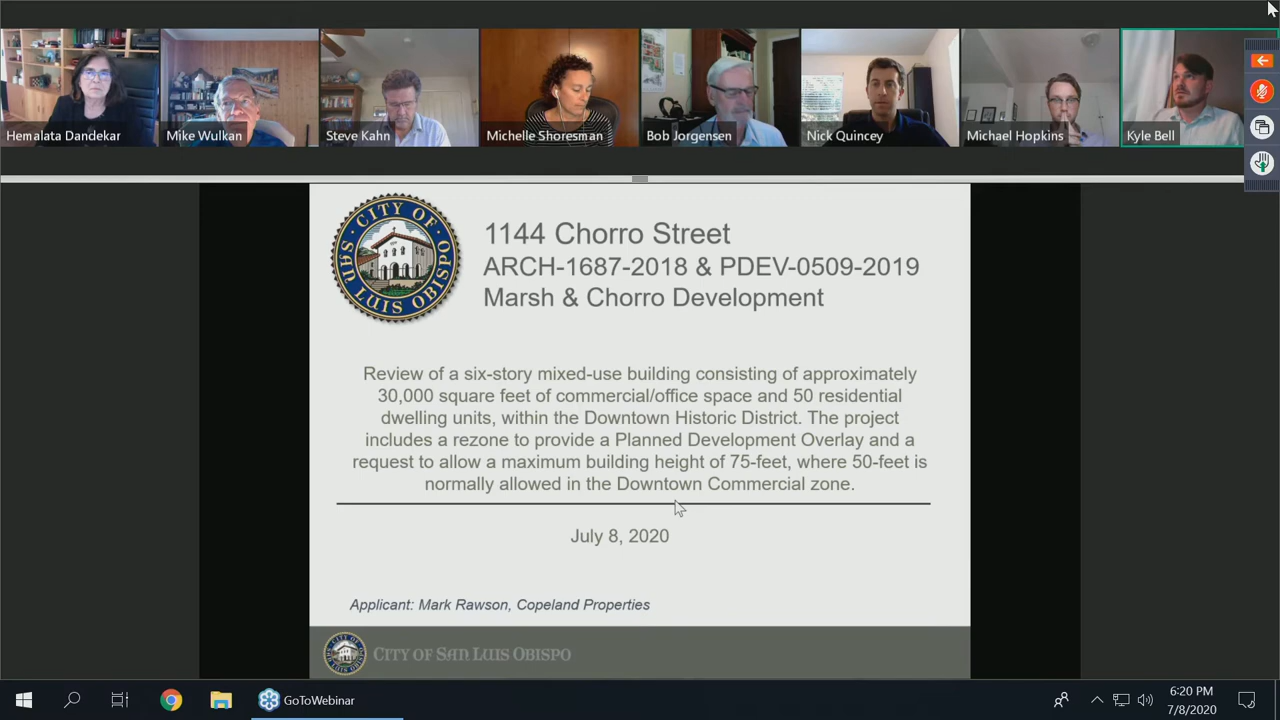 Hemalata Dandekar
Mike Wulkan
Steve Kahn
Michelle Shoresman
Bob Jorgensen
Nick Quincey
Michael Hopkins
Kyle Bell
CITY OF
SAN LUIS OBISPO
1144 Chorro Street
ARCH-1687-2018 & PDEV-0509-2019
Marsh & Chorro Development
Review of a six-story mixed-use building consisting of approximately
30,000 square feet of commercial/office space and 50 residential
dwelling units, within the Downtown Historic District. The project
includes a rezone to provide a Planned Development Overlay and a
request to allow a maximum building height of 75-feet, where 50-feet is
normally allowed in the Downtown Commercial zone.
July 8, 2020
Applicant: Mark Rawson, Copeland Properties
CITY OF SAN LUIS OBISPO
GoToWebinar
6:20 PM
7/8/2020